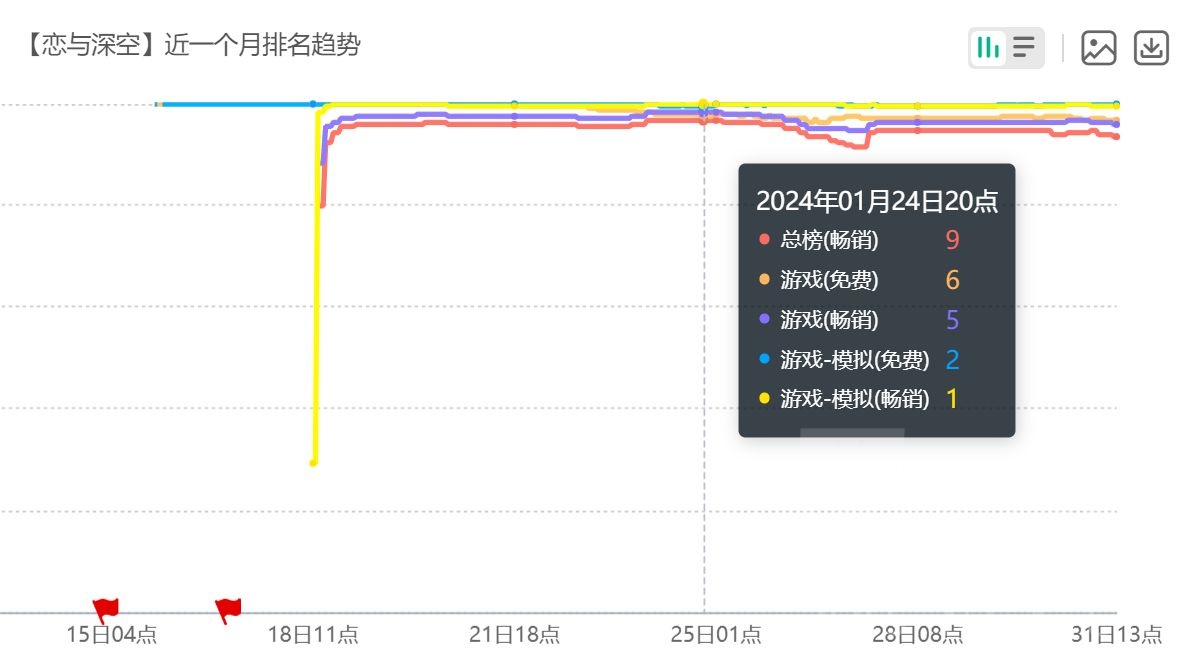 【恋与深空】近一个月排名趋势
2024年01月24日20点
总榜(畅销) 9
游戏(免费) 6
游戏(畅销) 5
游戏-模拟(免费) 2
游戏-模拟(畅销) 1
15日04点 18日11点 21日18点 25日01点 28日08点 31日13点